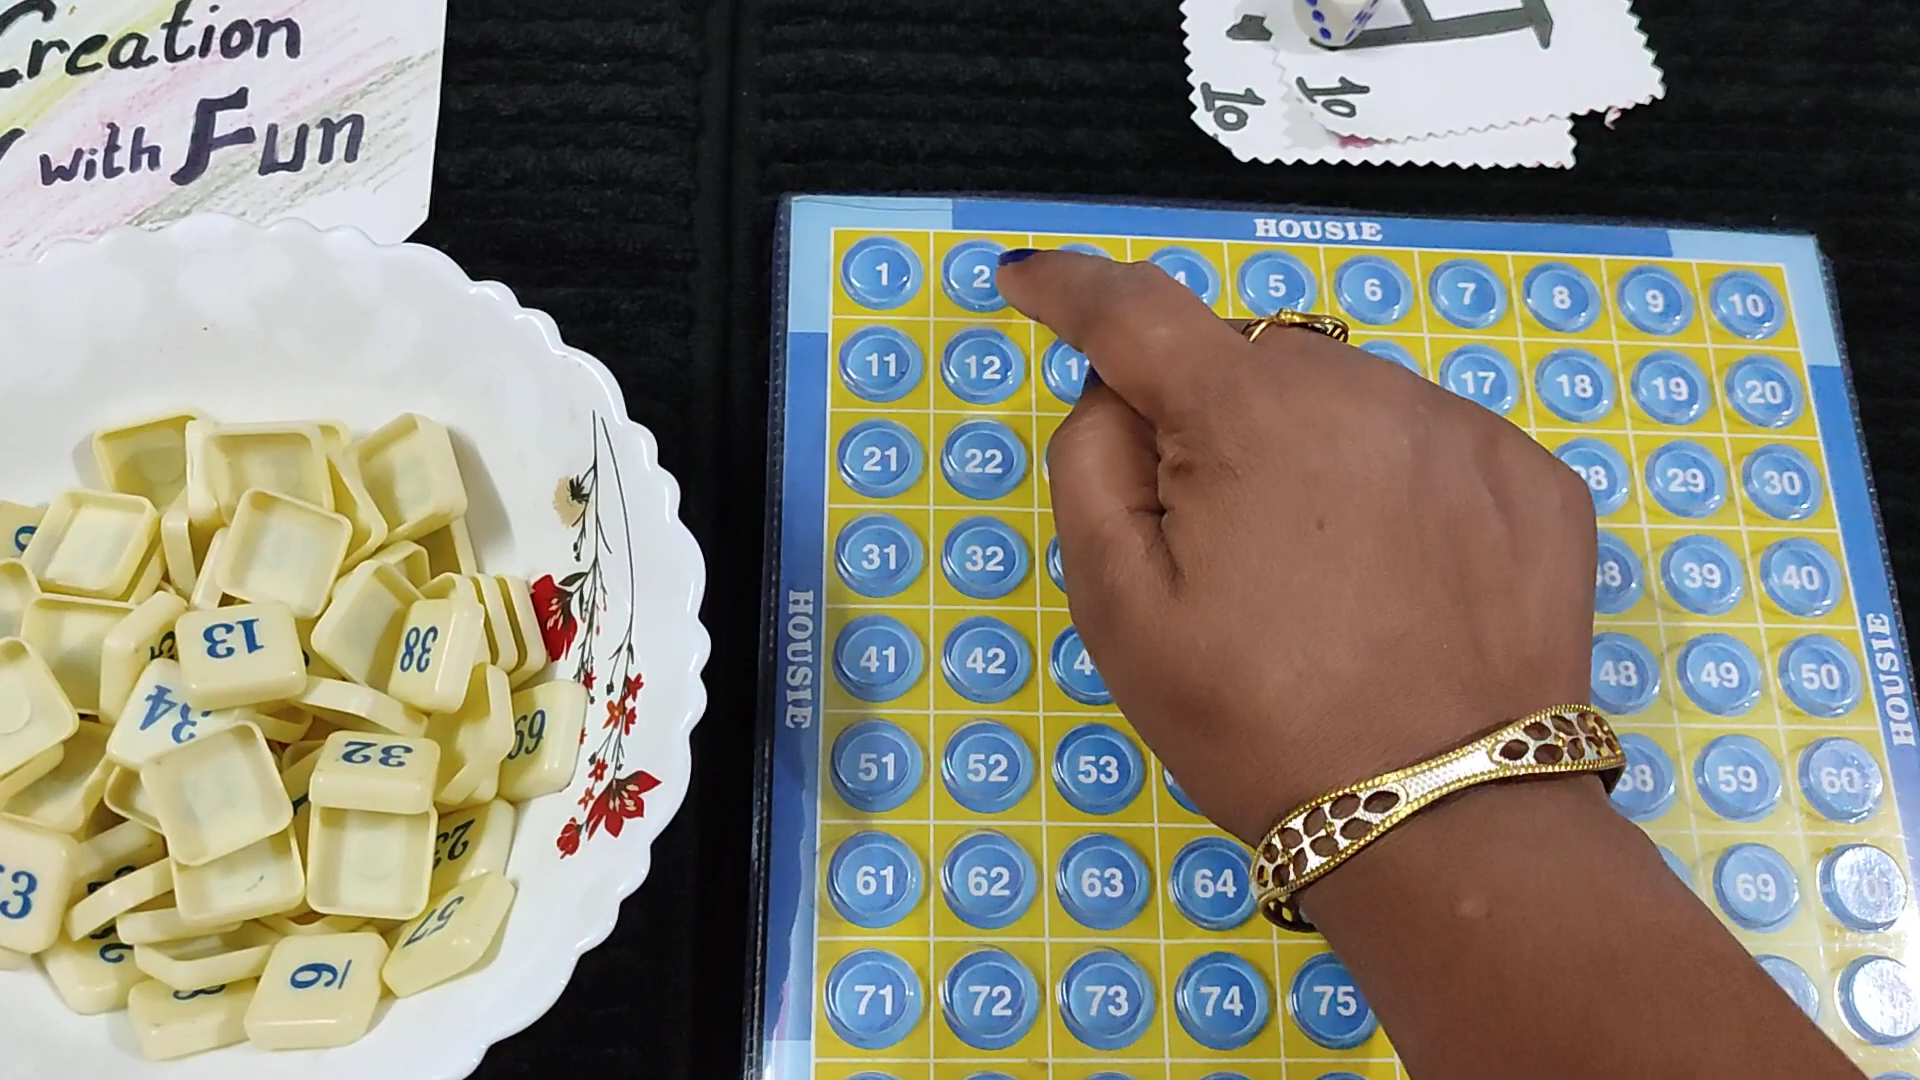 Creation
with Fun
10
10
HOUSIE
1 2 4 5 6 7 8 9 10
11 12 17 18 19 20
21 22 29 30
31 32 39 40
41 42 48 49 50
51 52 53 59 60
61 62 63 64 69
71 72 73 74 75
HOUSIE
HOUSIE
13
38
34
32
69
23
57
6